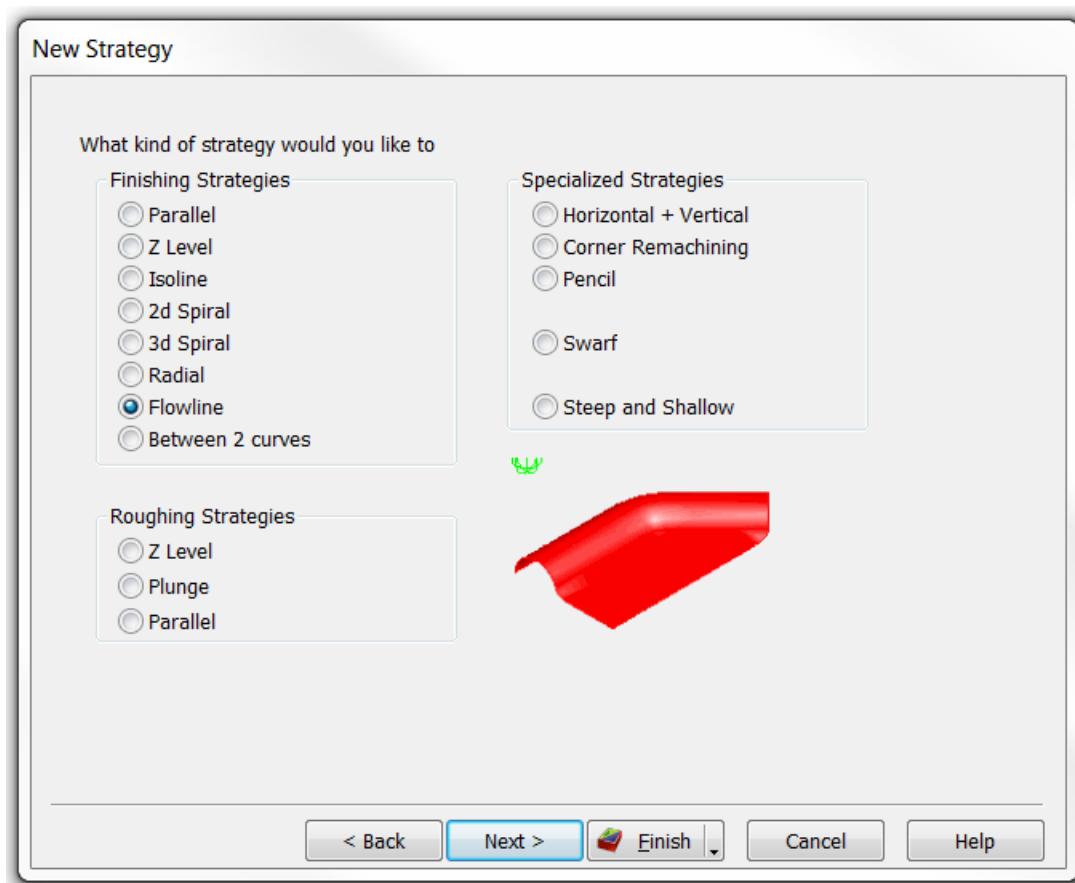 New Strategy
What kind of strategy would you like to
Finishing Strategies
Parallel
Z Level
Isoline
2d Spiral
3d Spiral
Radial
Flowline
Between 2 curves
Specialized Strategies
Horizontal + Vertical
Corner Remachining
Pencil
Swarf
Steep and Shallow
Roughing Strategies
Z Level
Plunge
Parallel
< Back
Next >
Finish
Cancel
Help